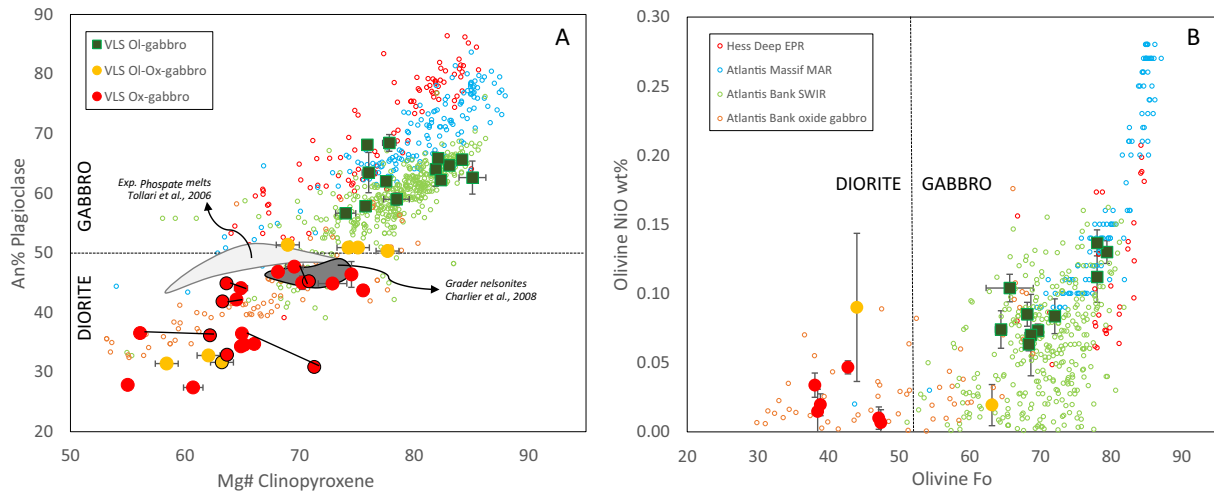 A
90
80
70
60
50
40
30
20
An% Plagioclase
GABBRO
DIORITE
VLS Ol-gabbro
VLS Ol-Ox-gabbro
VLS Ox-gabbro
Exp. Phospate melts
Tollari et al., 2006
Grader nelsonites
Charlier et al., 2008
50
60
70
80
90
Mg# Clinopyroxene
B
0.30
0.25
0.20
0.15
0.10
0.05
0.00
Olivine NiO wt%
Hess Deep EPR
Atlantis Massif MAR
Atlantis Bank SWIR
Atlantis Bank oxide gabbro
DIORITE
GABBRO
20
30
40
50
60
70
80
90
Olivine Fo